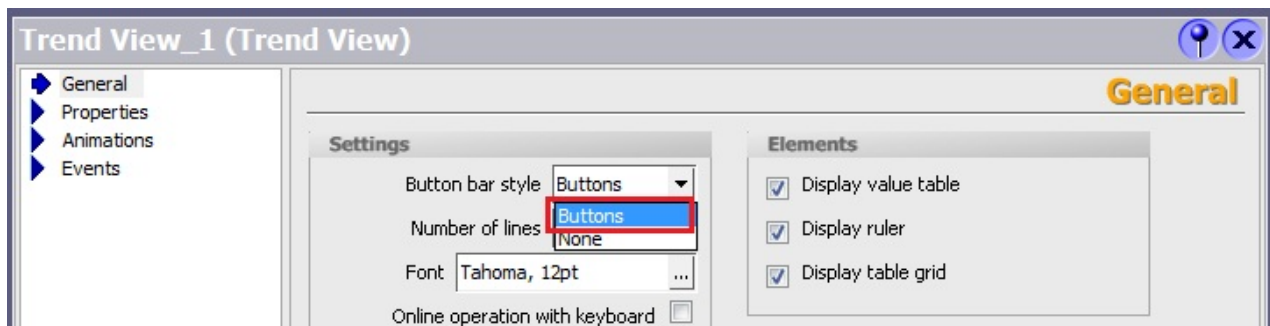 Trend View_1 (Trend View)
General
Properties
Animations
Events
General
Settings
Button bar style Buttons
Buttons
None
Number of lines
Font Tahoma, 12pt ...
Online operation with keyboard
Elements
Display value table
Display ruler
Display table grid